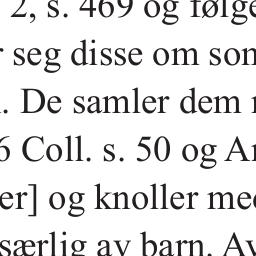 2, s. 469 og følge
seg disse om som
. De samler dem
6 Coll. s. 50 og Ar
er] og knoller med
særlig av barn. Av